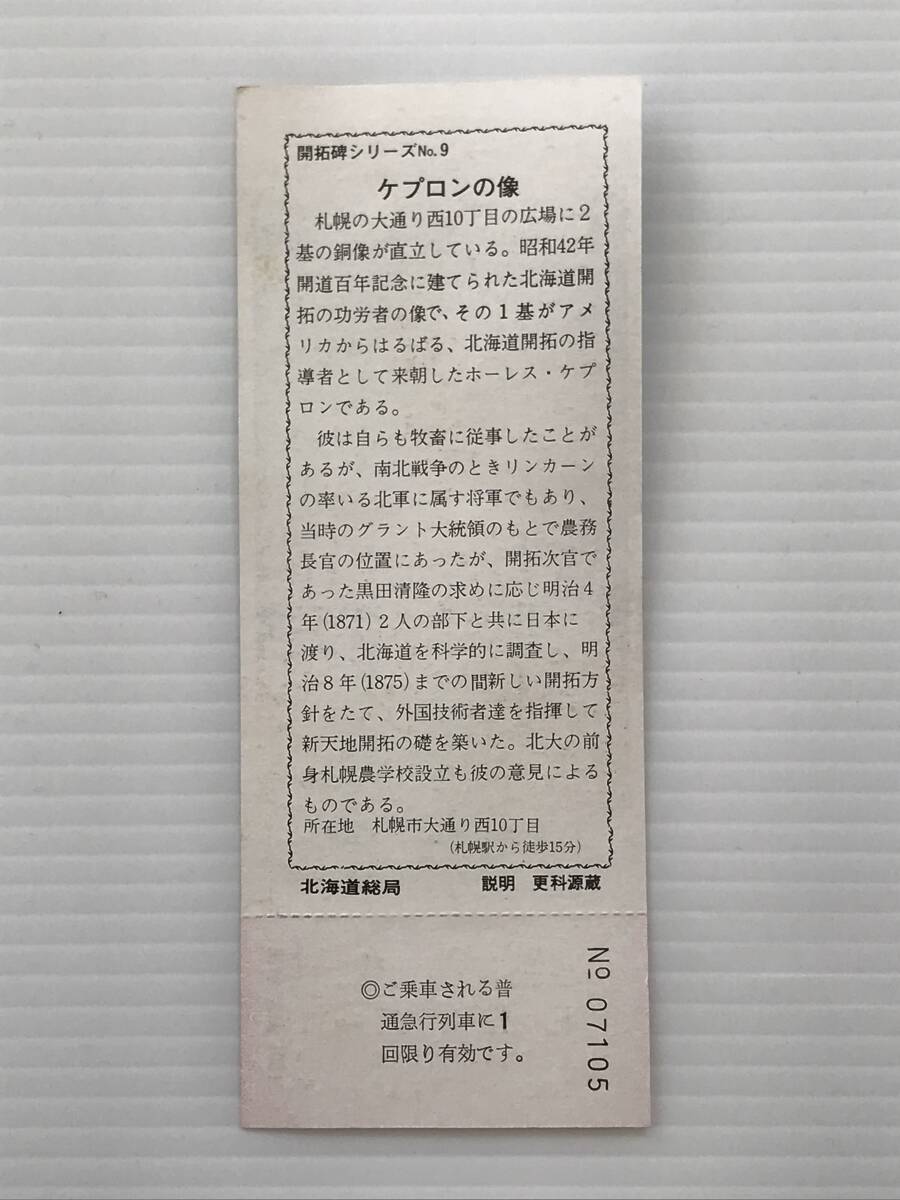 開拓碑シリーズNo.9
ケプロンの像
札幌の大通り西10丁目の広場に2
基の銅像が直立している。昭和42年
開道百年記念に建てられた北海道開
拓の功労者の像で、その1基がアメ
リカからはるばる、北海道開拓の指
導者として来朝したホーレス・ケプ
ロンである。
彼は自らも牧畜に従事したことが
あるが、南北戦争のときリンカーン
の率いる北軍に属す将軍でもあり、
当時のグラント大統領のもとで農務
長官の位置にあったが、開拓次官で
あった黒田清隆の求めに応じ明治4
年(1871)2人の部下と共に日本に
渡り、北海道を科学的に調査し、明
治8年(1875)までの間新しい開拓方
針をたて、外国技術者達を指揮して
新天地開拓の礎を築いた。北大の前
身札幌農学校設立も彼の意見による
ものである。
所在地 札幌市大通り西10丁目
(札幌駅から徒歩15分)
北海道総局 説明 更科源蔵
◎ご乗車される普
通急行列車に1
回限り有効です。
No 07105